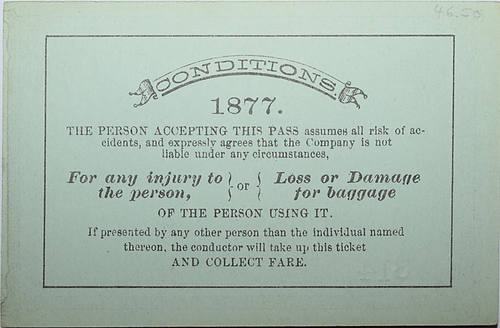 46.50
CONDITIONS.
1877.
THE PERSON ACCEPTING THIS PASS assumes all risk of ac-
cidents, and expressly agrees that the Company is not
liable under any circumstances,
For any injury to } or { Loss or Damage
the person, } or { for baggage
OF THE PERSON USING IT.
If presented by any other person than the individual named
thereon, the conductor will take up this ticket
AND COLLECT FARE.